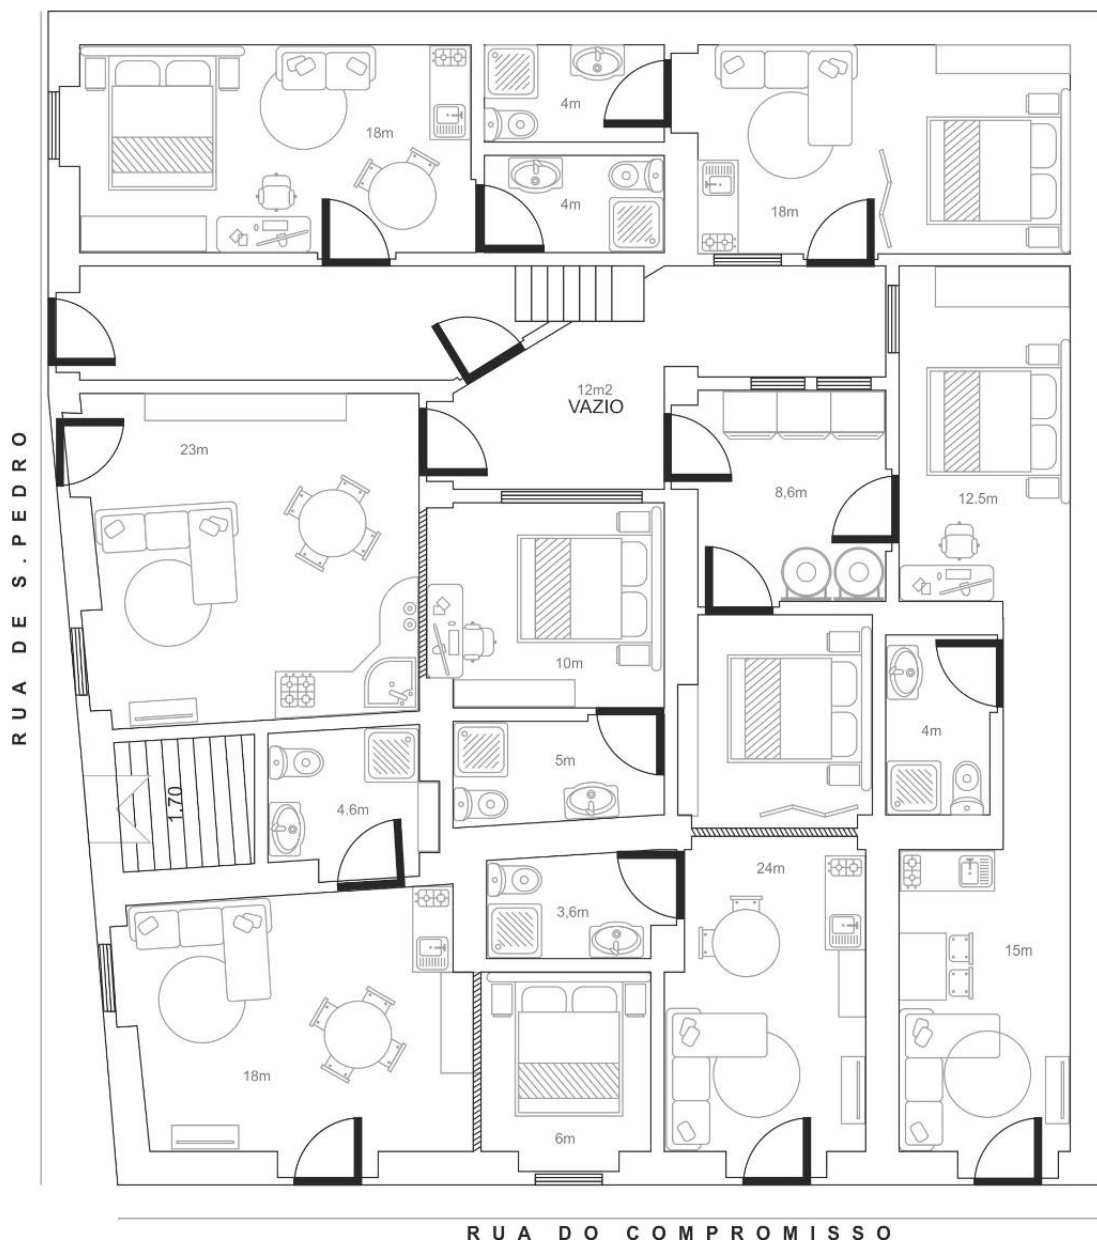 18m
4m
4m
18m
12m2
VAZIO
23m
8,6m
12.5m
10m
5m
4m
1.70
4.6m
24m
3,6m
15m
18m
6m
RUA DE S.PEDRO
RUA DO COMPROMISSO